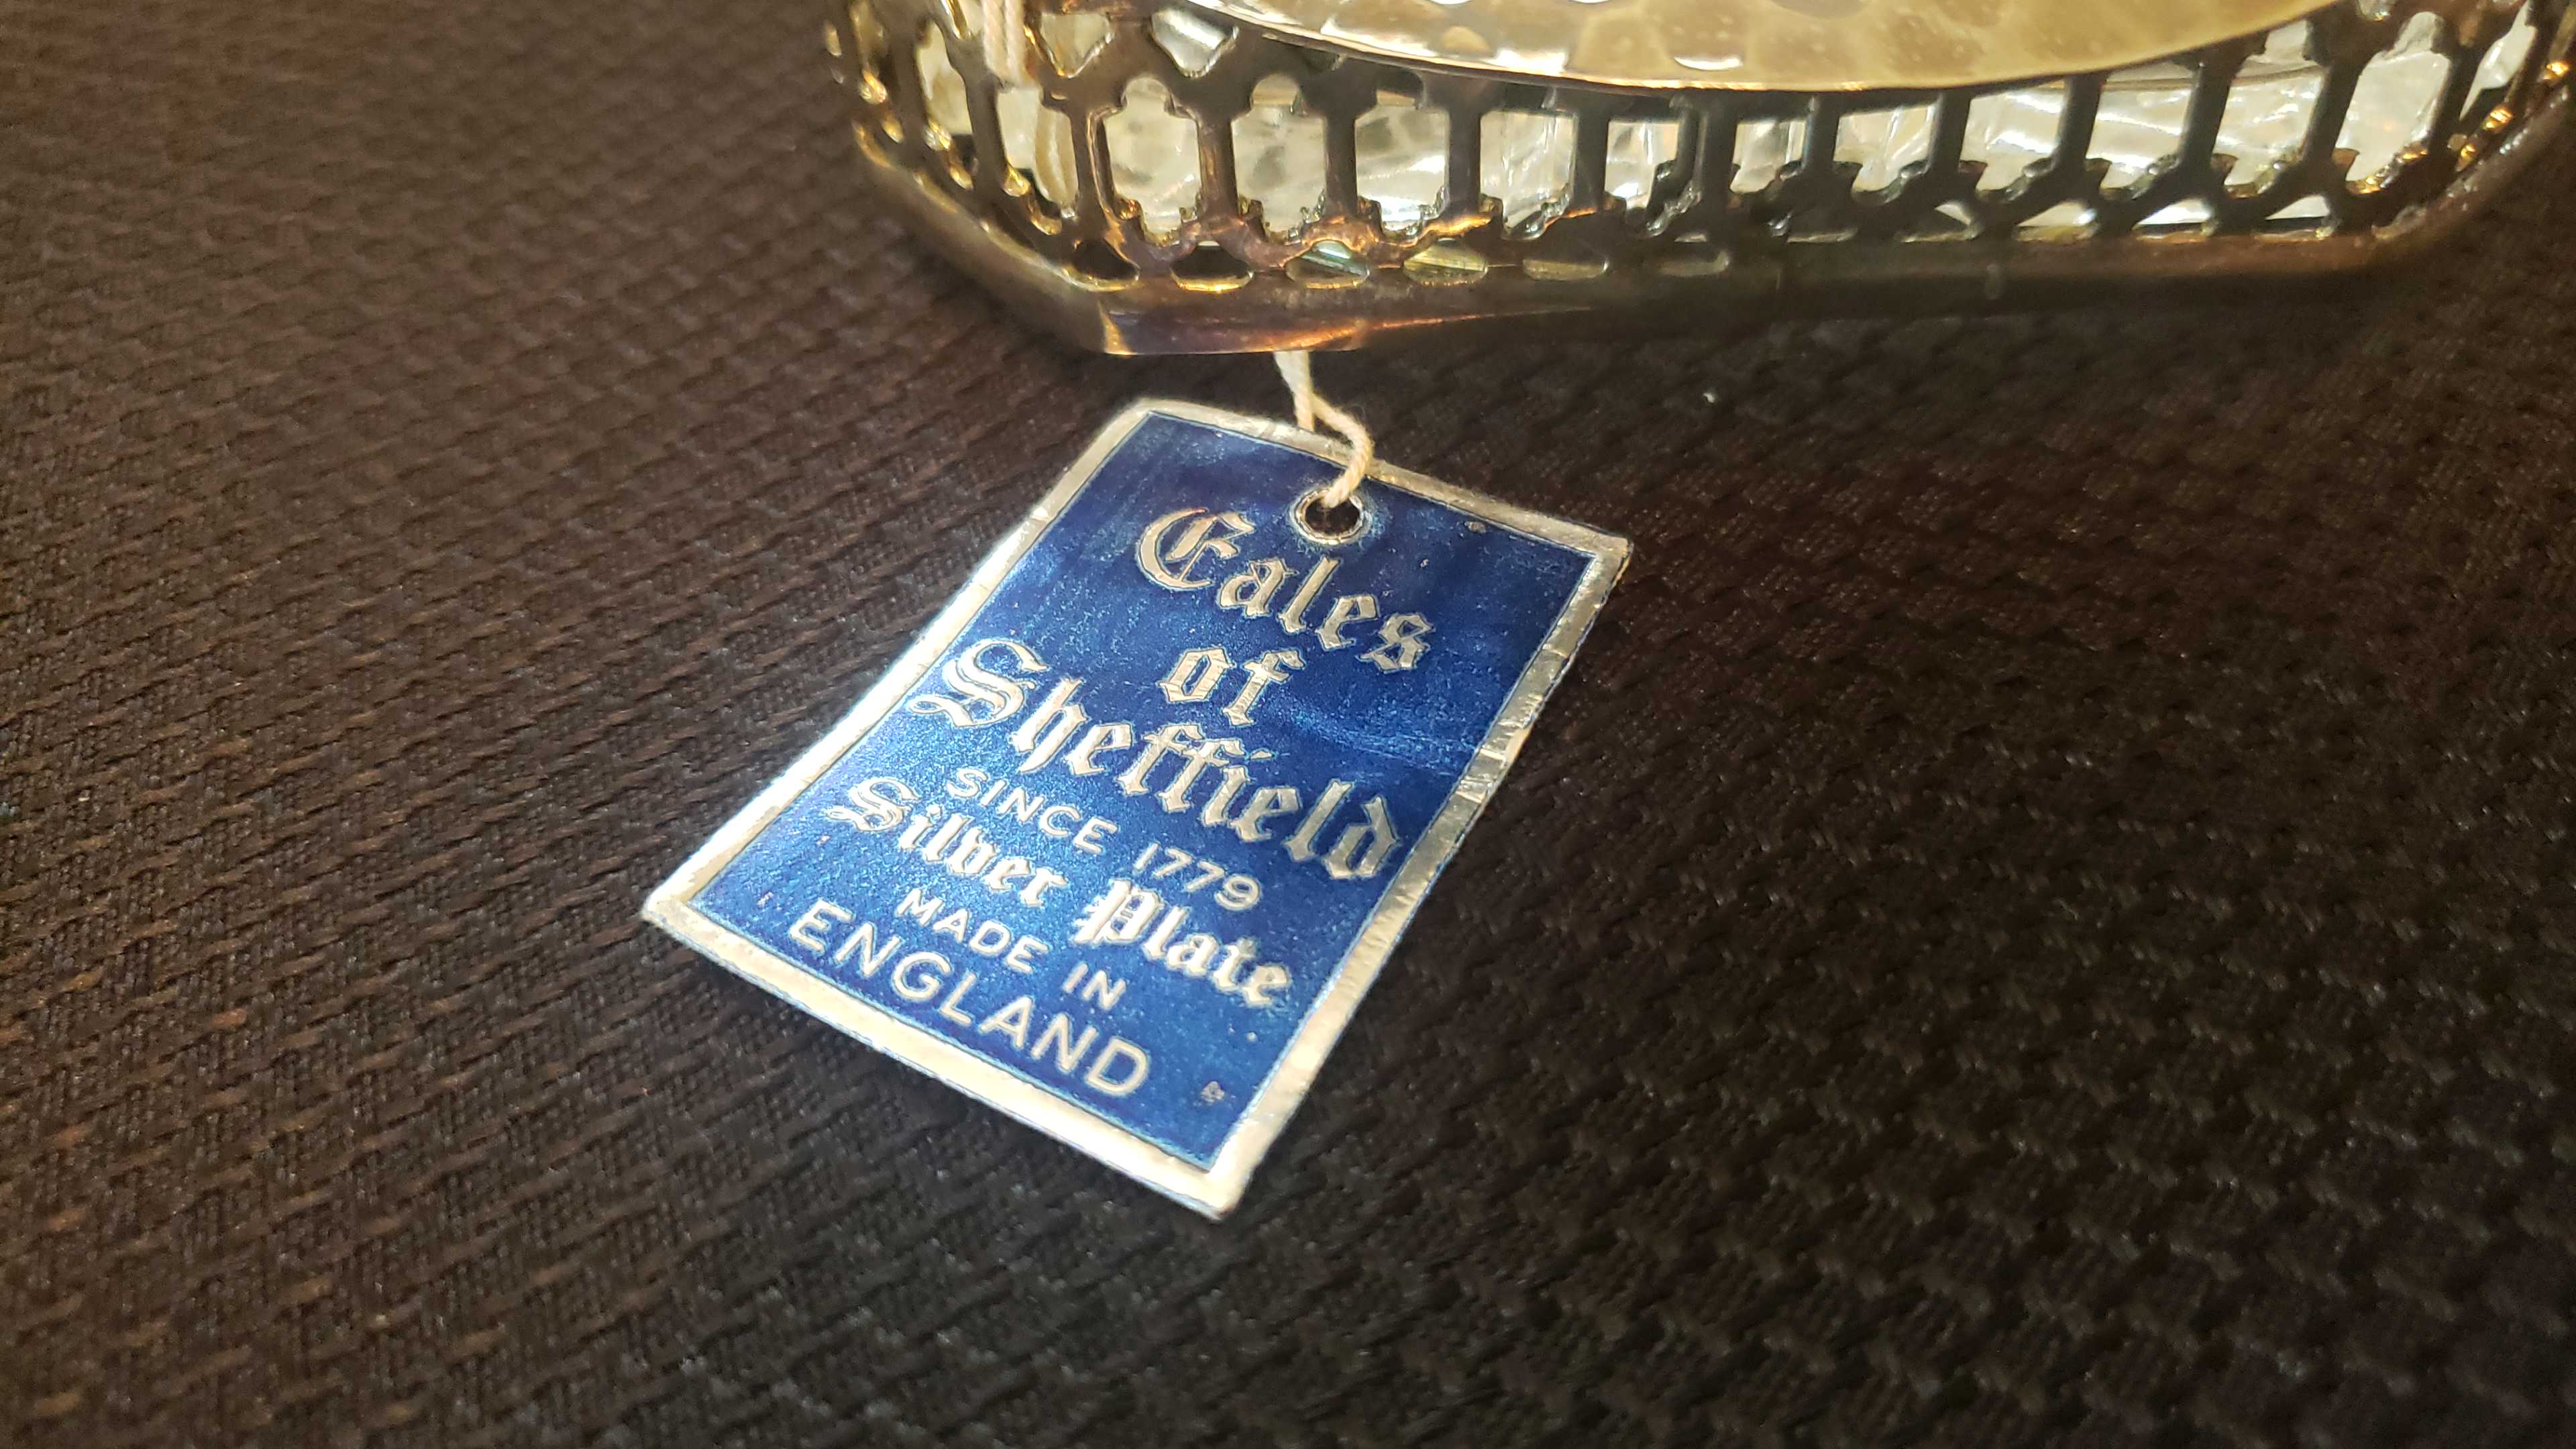 Eales
of
Sheffield
SINCE 1779
Silver Plate
MADE IN
ENGLAND